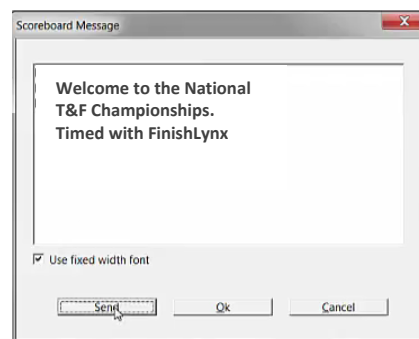 Scoreboard Message
Welcome to the National
T&F Championships.
Timed with FinishLynx
Use fixed width font
Send
Ok
Cancel